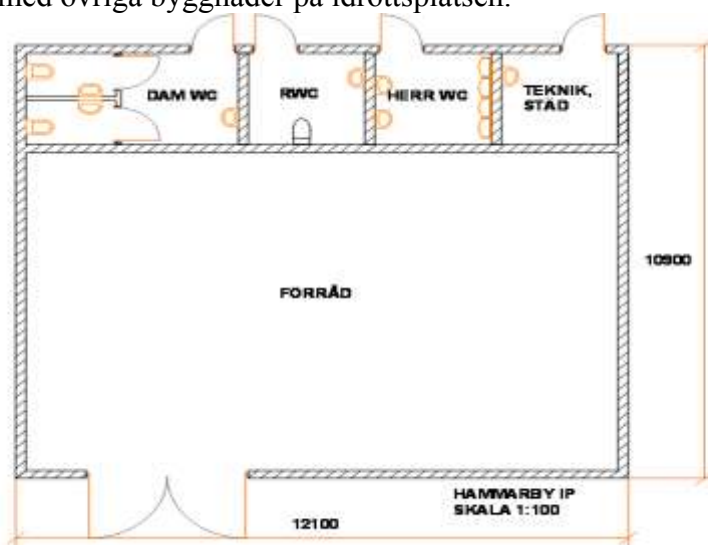 med övriga byggnader på idrottsplatsen.
DAM WC
RWC
HERR WC
TEKNIK,
STÄD
10900
FÖRRÅD
HAMMARBY IP
SKALA 1:100
12100